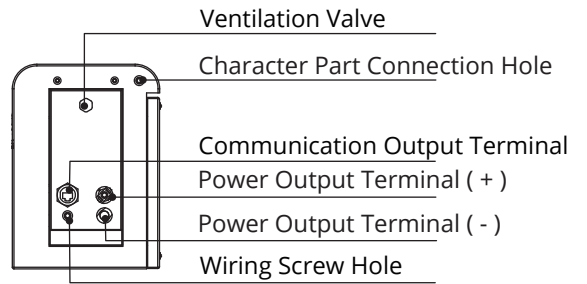 Ventilation Valve
Character Part Connection Hole
Communication Output Terminal
Power Output Terminal ( + )
Power Output Terminal ( - )
Wiring Screw Hole